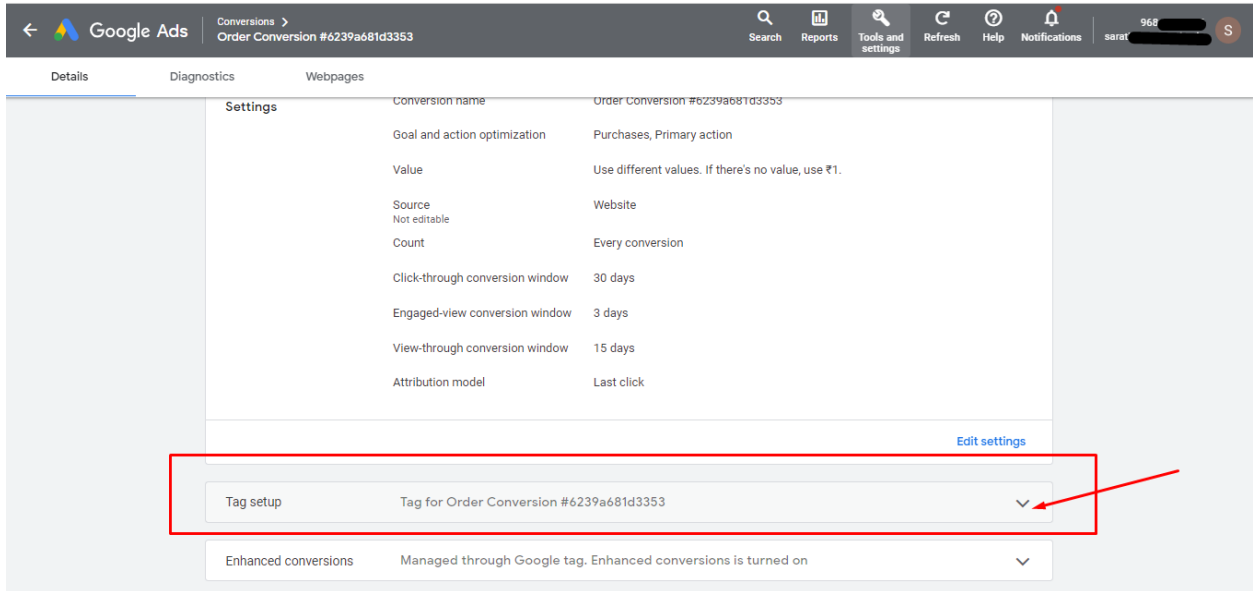 Google Ads
Conversions >
Order Conversion #6239a681d3353
Search
Reports
Tools and
settings
Refresh
Help
Notifications
968
sarat
S
Details
Diagnostics
Webpages
Settings
Conversion name Order Conversion #6239a681d3353
Goal and action optimization Purchases, Primary action
Value Use different values. If there's no value, use ₹1.
Source Website
Not editable
Count Every conversion
Click-through conversion window 30 days
Engaged-view conversion window 3 days
View-through conversion window 15 days
Attribution model Last click
Edit settings
Tag setup Tag for Order Conversion #6239a681d3353
Enhanced conversions Managed through Google tag. Enhanced conversions is turned on